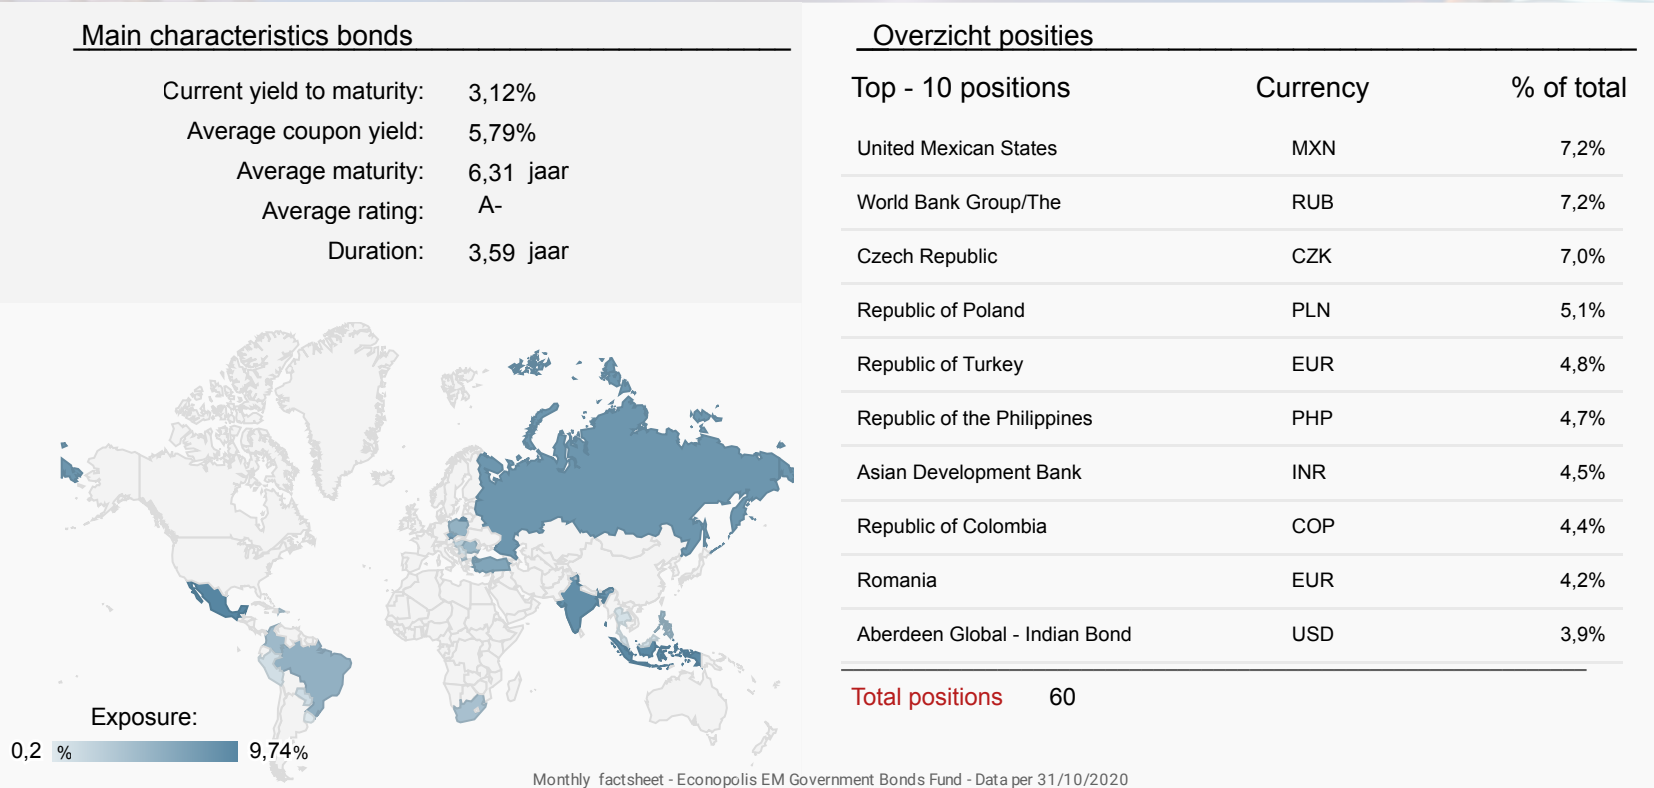 Main characteristics bonds
Current yield to maturity: 3,12%
Average coupon yield: 5,79%
Average maturity: 6,31 jaar
Average rating: A-
Duration: 3,59 jaar
Exposure:
0,2 % 9,74%
Overzicht posities
Top - 10 positions Currency % of total
United Mexican States MXN 7,2%
World Bank Group/The RUB 7,2%
Czech Republic CZK 7,0%
Republic of Poland PLN 5,1%
Republic of Turkey EUR 4,8%
Republic of the Philippines PHP 4,7%
Asian Development Bank INR 4,5%
Republic of Colombia COP 4,4%
Romania EUR 4,2%
Aberdeen Global - Indian Bond USD 3,9%
Total positions 60
Monthly factsheet - Econopolis EM Government Bonds Fund - Data per 31/10/2020